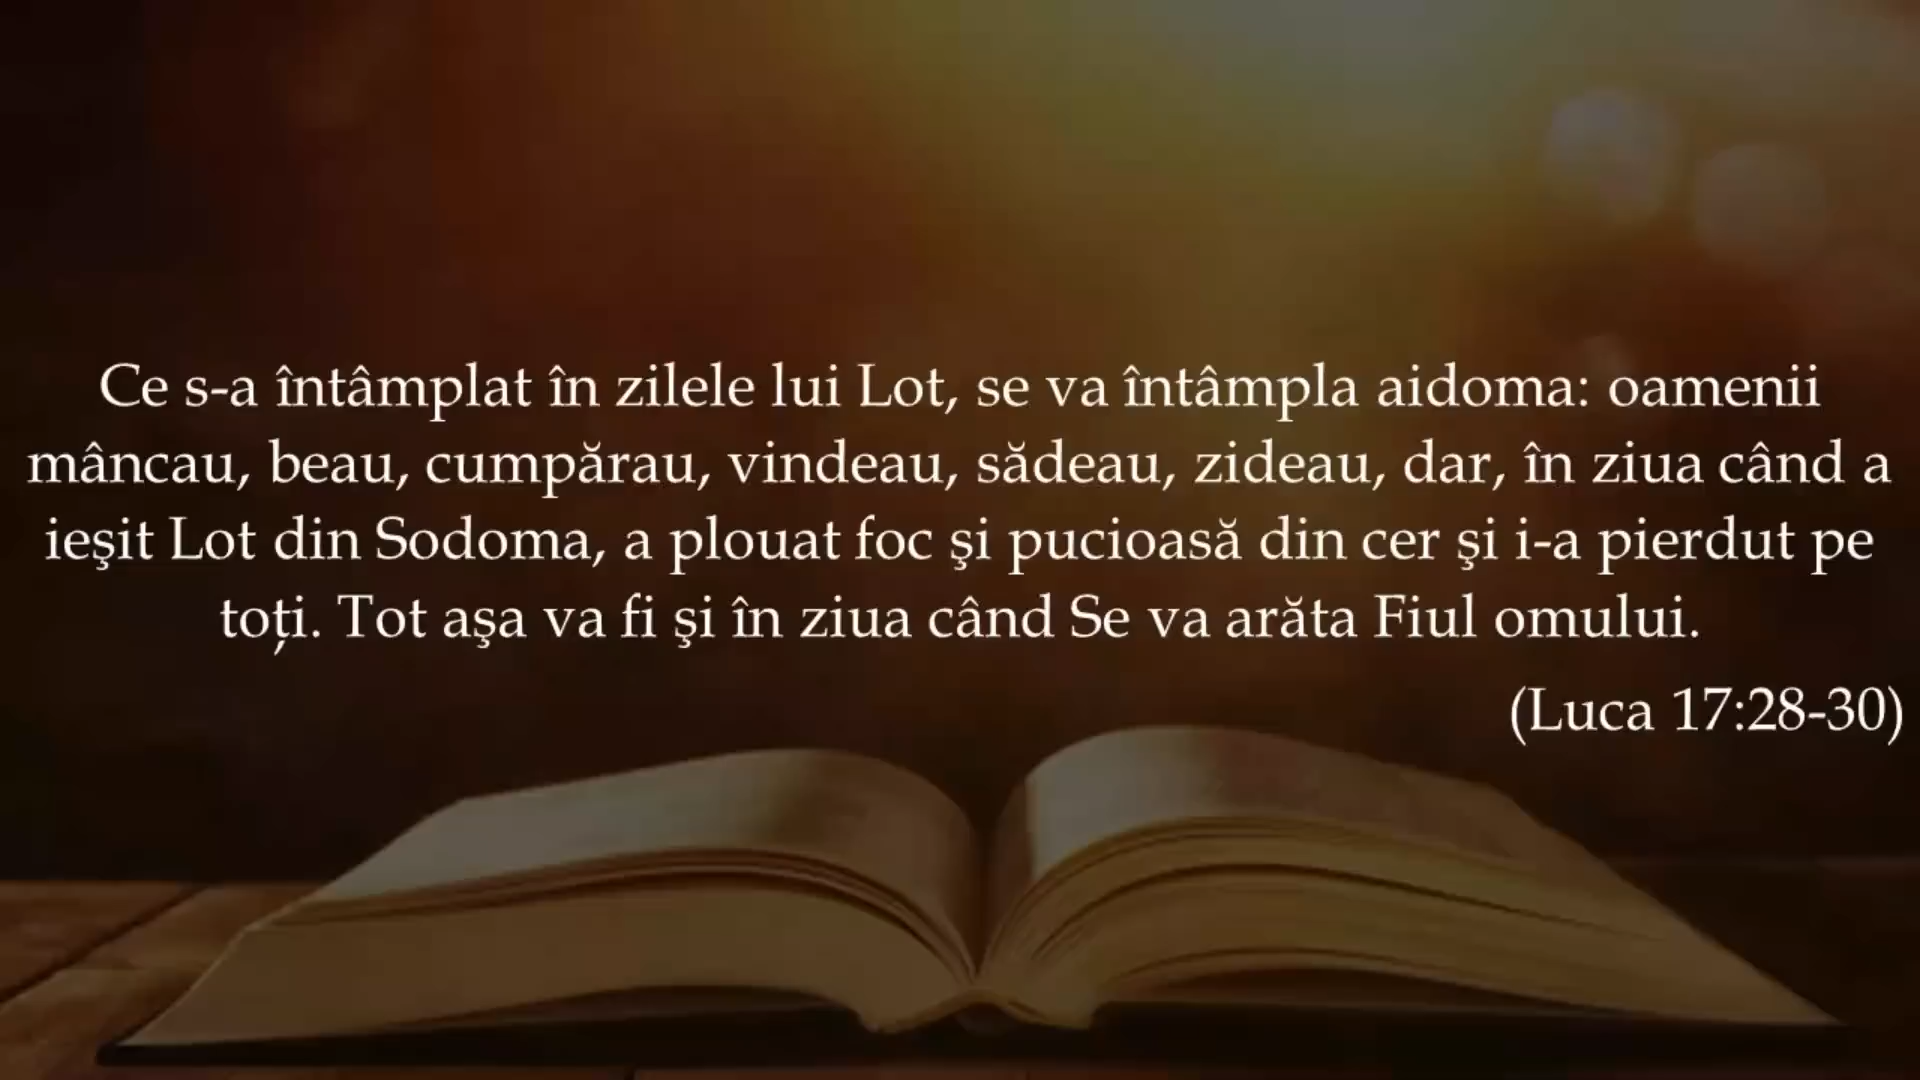 Ce s-a întâmplat în zilele lui Lot, se va întâmpla aidoma: oamenii
mâncau, beau, cumpărau, vindeau, sădeau, zideau, dar, în ziua când a
ieşit Lot din Sodoma, a plouat foc şi pucioasă din cer şi i-a pierdut pe
toți. Tot aşa va fi şi în ziua când Se va arăta Fiul omului.
(Luca 17:28-30)